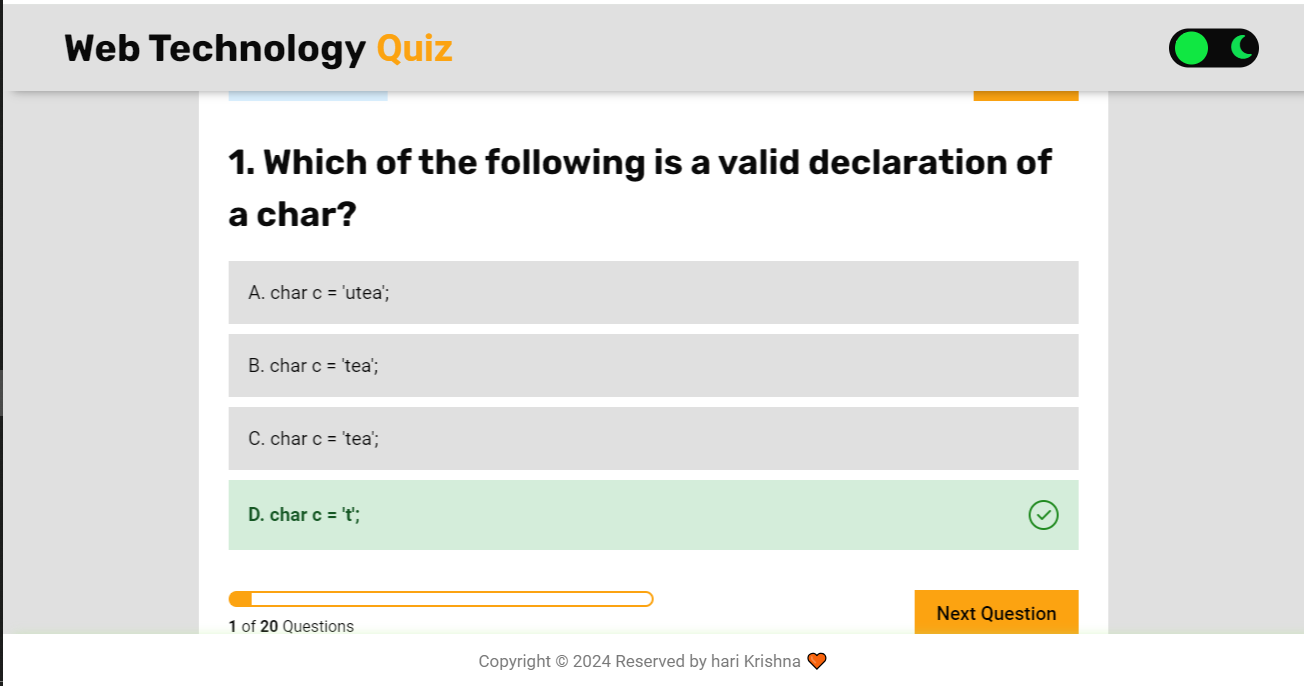 Web Technology Quiz
1. Which of the following is a valid declaration of
a char?
A. char c = 'utea';
B. char c = 'tea';
C. char c = 'tea';
D. char c = 't';
1 of 20 Questions
Next Question
Copyright © 2024 Reserved by hari Krishna 🧡